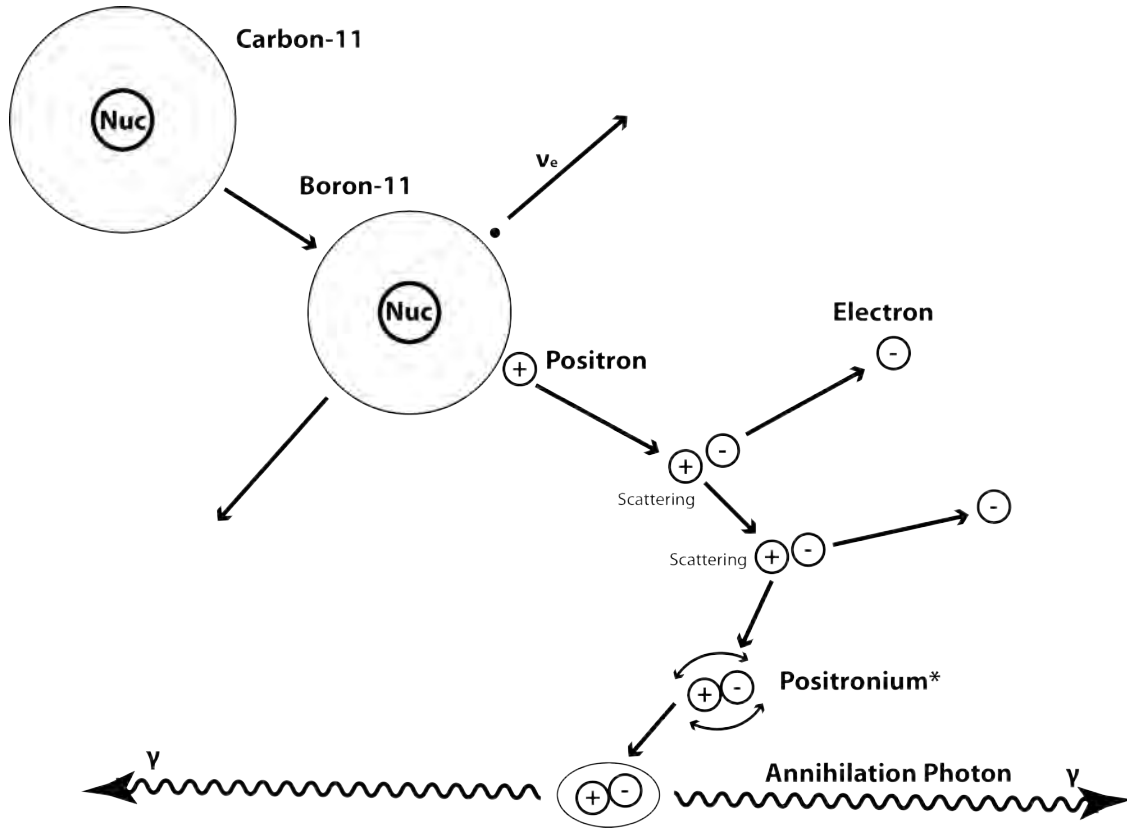 Carbon-11
Nuc
Boron-11
νe
Nuc
Electron
-
+ Positron
+ -
Scattering
-
Scattering + -
+ -
Positronium*
γ
Annihilation Photon γ
+ -